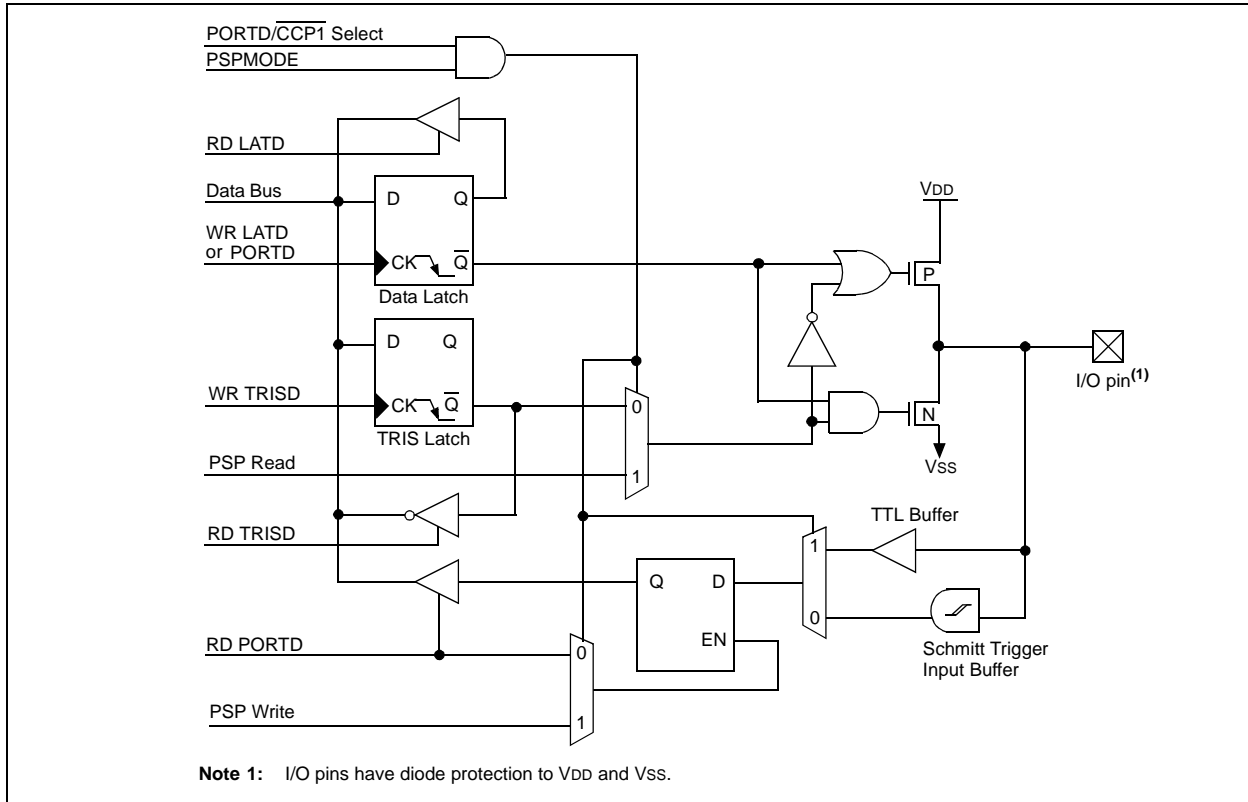 PORTD/CCP1 Select
PSPMODE
RD LATD
Data Bus
D Q
VDD
WR LATD
or PORTD
CK Q
P
Data Latch
D Q
I/O pin(1)
WR TRISD
CK Q
0
N
TRIS Latch
VSS
PSP Read
1
TTL Buffer
RD TRISD
1
Q D
0
RD PORTD
0
EN
Schmitt Trigger
Input Buffer
PSP Write
1
Note 1: I/O pins have diode protection to VDD and VSS.